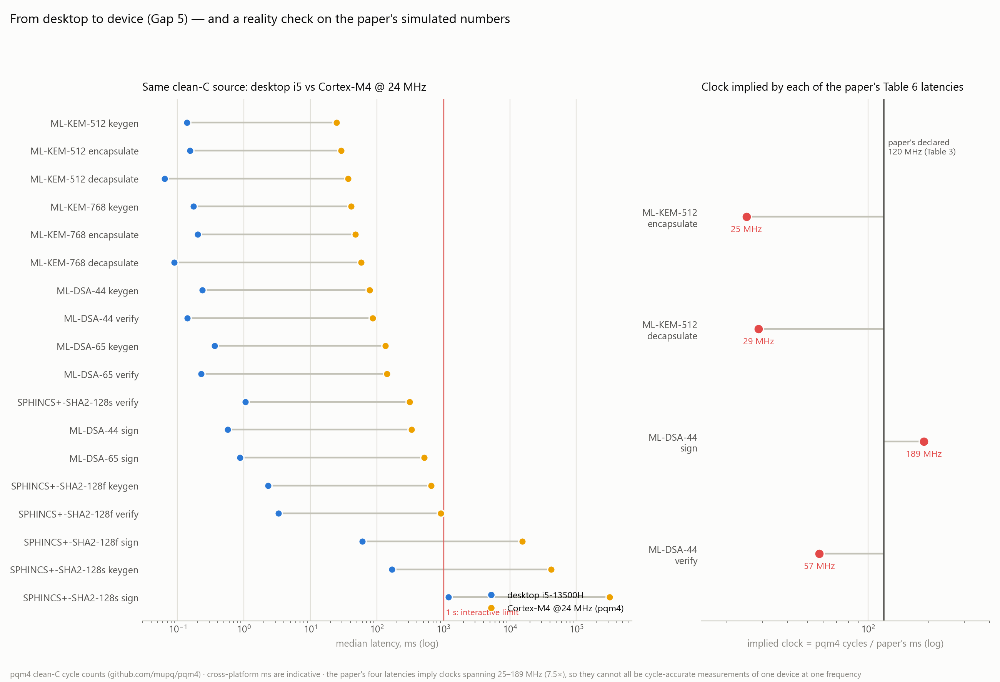 From desktop to device (Gap 5) — and a reality check on the paper's simulated numbers
Same clean-C source: desktop i5 vs Cortex-M4 @ 24 MHz
ML-KEM-512 keygen
ML-KEM-512 encapsulate
ML-KEM-512 decapsulate
ML-KEM-768 keygen
ML-KEM-768 encapsulate
ML-KEM-768 decapsulate
ML-DSA-44 keygen
ML-DSA-44 verify
ML-DSA-65 keygen
ML-DSA-65 verify
SPHINCS+-SHA2-128s verify
ML-DSA-44 sign
ML-DSA-65 sign
SPHINCS+-SHA2-128f keygen
SPHINCS+-SHA2-128f verify
SPHINCS+-SHA2-128f sign
SPHINCS+-SHA2-128s keygen
SPHINCS+-SHA2-128s sign
desktop i5-13500H
Cortex-M4 @24 MHz (pqm4)
1 s: interactive limit
10⁻¹ 10⁰ 10¹ 10² 10³ 10⁴ 10⁵
median latency, ms (log)
Clock implied by each of the paper's Table 6 latencies
paper's declared
120 MHz (Table 3)
ML-KEM-512
encapsulate
25 MHz
ML-KEM-512
decapsulate
29 MHz
ML-DSA-44
sign
189 MHz
ML-DSA-44
verify
57 MHz
10²
implied clock = pqm4 cycles / paper's ms (log)
pqm4 clean-C cycle counts (github.com/mupq/pqm4) · cross-platform ms are indicative · the paper's four latencies imply clocks spanning 25–189 MHz (7.5×), so they cannot all be cycle-accurate measurements of one device at one frequency